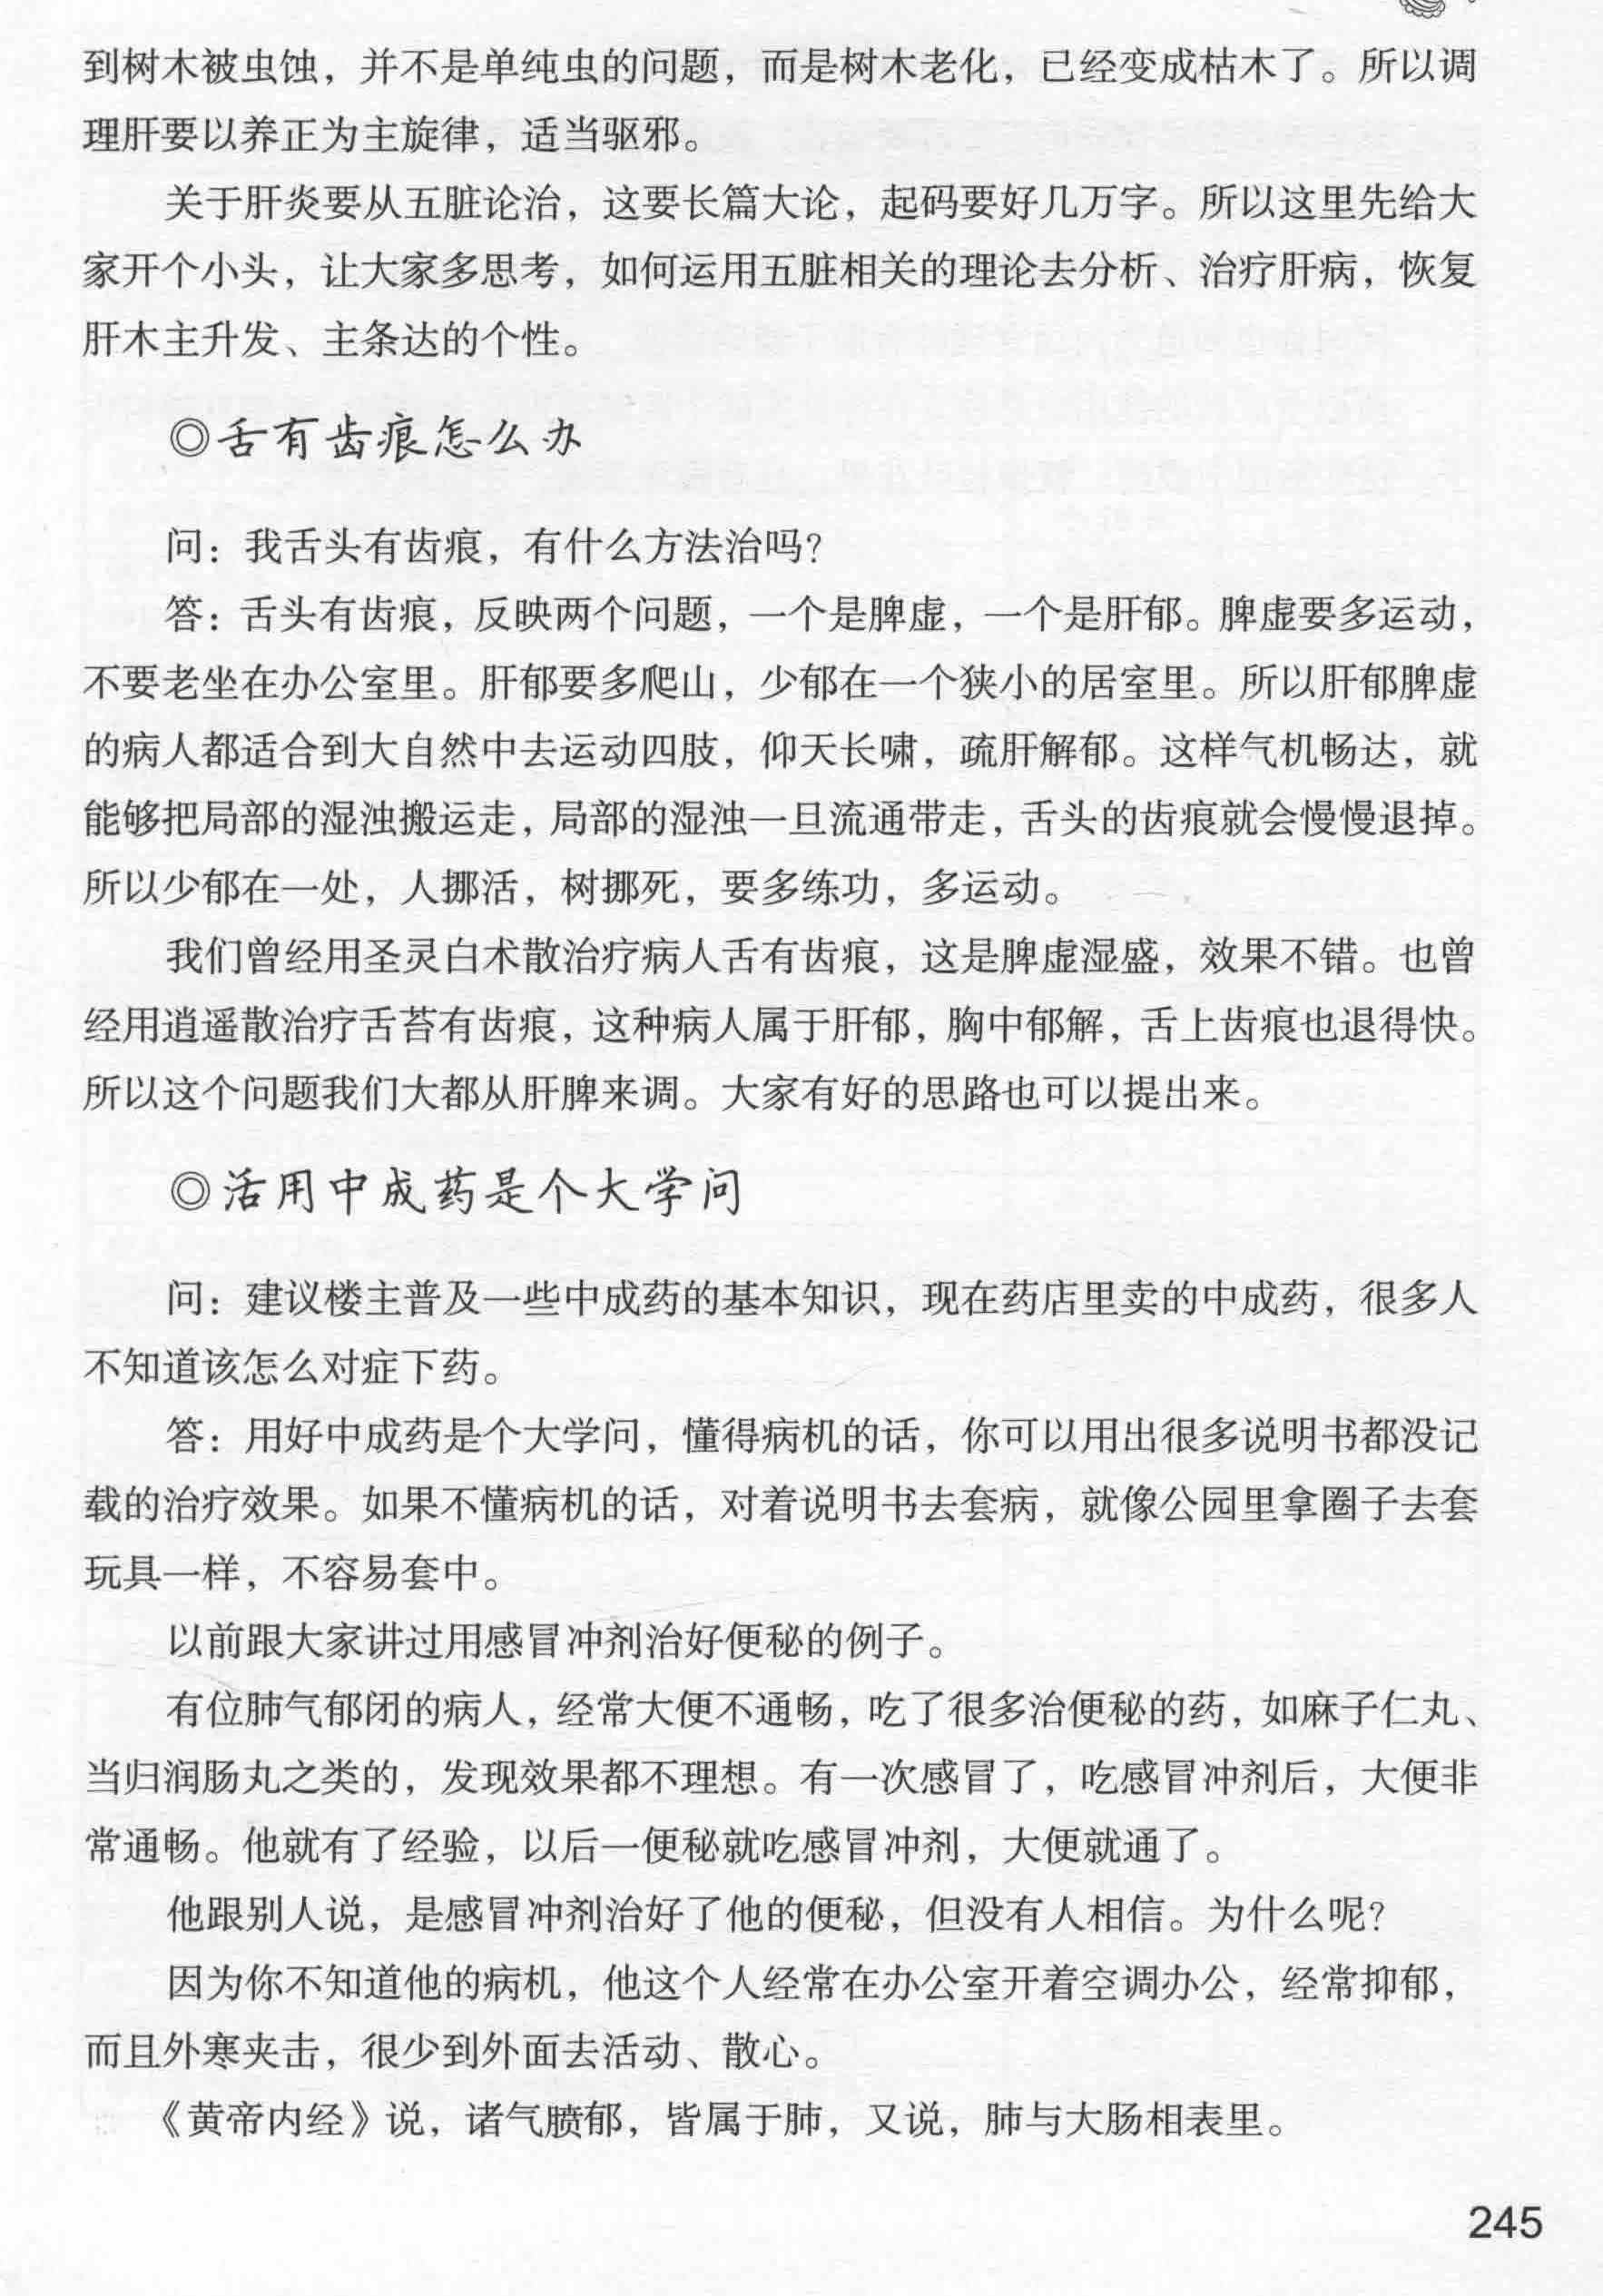 到树木被虫蚀，并不是单纯虫的问题，而是树木老化，已经变成枯木了。所以调
理肝要以养正为主旋律，适当驱邪。
关于肝炎要从五脏论治，这要长篇大论，起码要好几万字。所以这里先给大
家开个小头，让大家多思考，如何运用五脏相关的理论去分析、治疗肝病，恢复
肝木主升发、主条达的个性。
◎舌有齿痕怎么办
问：我舌头有齿痕，有什么方法治吗？
答：舌头有齿痕，反映两个问题，一个是脾虚，一个是肝郁。脾虚要多运动，
不要老坐在办公室里。肝郁要多爬山，少郁在一个狭小的居室里。所以肝郁脾虚
的病人都适合到大自然中去运动四肢，仰天长啸，疏肝解郁。这样气机畅达，就
能够把局部的湿浊搬运走，局部的湿浊一旦流通带走，舌头的齿痕就会慢慢退掉。
所以少郁在一处，人挪活，树挪死，要多练功，多运动。
我们曾经用圣灵白术散治疗病人舌有齿痕，这是脾虚湿盛，效果不错。也曾
经用逍遥散治疗舌苔有齿痕，这种病人属于肝郁，胸中郁解，舌上齿痕也退得快。
所以这个问题我们大都从肝脾来调。大家有好的思路也可以提出来。
◎活用中成药是个大学问
问：建议楼主普及一些中成药的基本知识，现在药店里卖的中成药，很多人
不知道该怎么对症下药。
答：用好中成药是个大学问，懂得病机的话，你可以用出很多说明书都没记
载的治疗效果。如果不懂病机的话，对着说明书去套病，就像公园里拿圈子去套
玩具一样，不容易套中。
以前跟大家讲过用感冒冲剂治好便秘的例子。
有位肺气郁闭的病人，经常大便不通畅，吃了很多治便秘的药，如麻子仁丸、
当归润肠丸之类的，发现效果都不理想。有一次感冒了，吃感冒冲剂后，大便非
常通畅。他就有了经验，以后一便秘就吃感冒冲剂，大便就通了。
他跟别人说，是感冒冲剂治好了他的便秘，但没有人相信。为什么呢？
因为你不知道他的病机，他这个人经常在办公室开着空调办公，经常抑郁，
而且外寒夹击，很少到外面去活动、散心。
《黄帝内经》说，诸气膹郁，皆属于肺，又说，肺与大肠相表里。
245